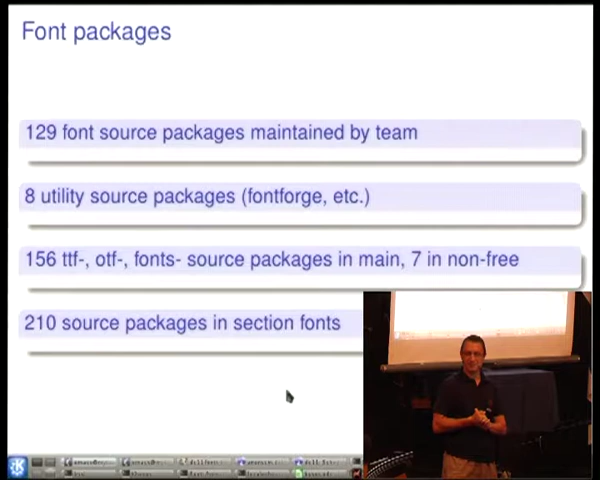 Font packages
129 font source packages maintained by team
8 utility source packages (fontforge, etc.)
156 ttf-, otf-, fonts- source packages in main, 7 in non-free
210 source packages in section fonts